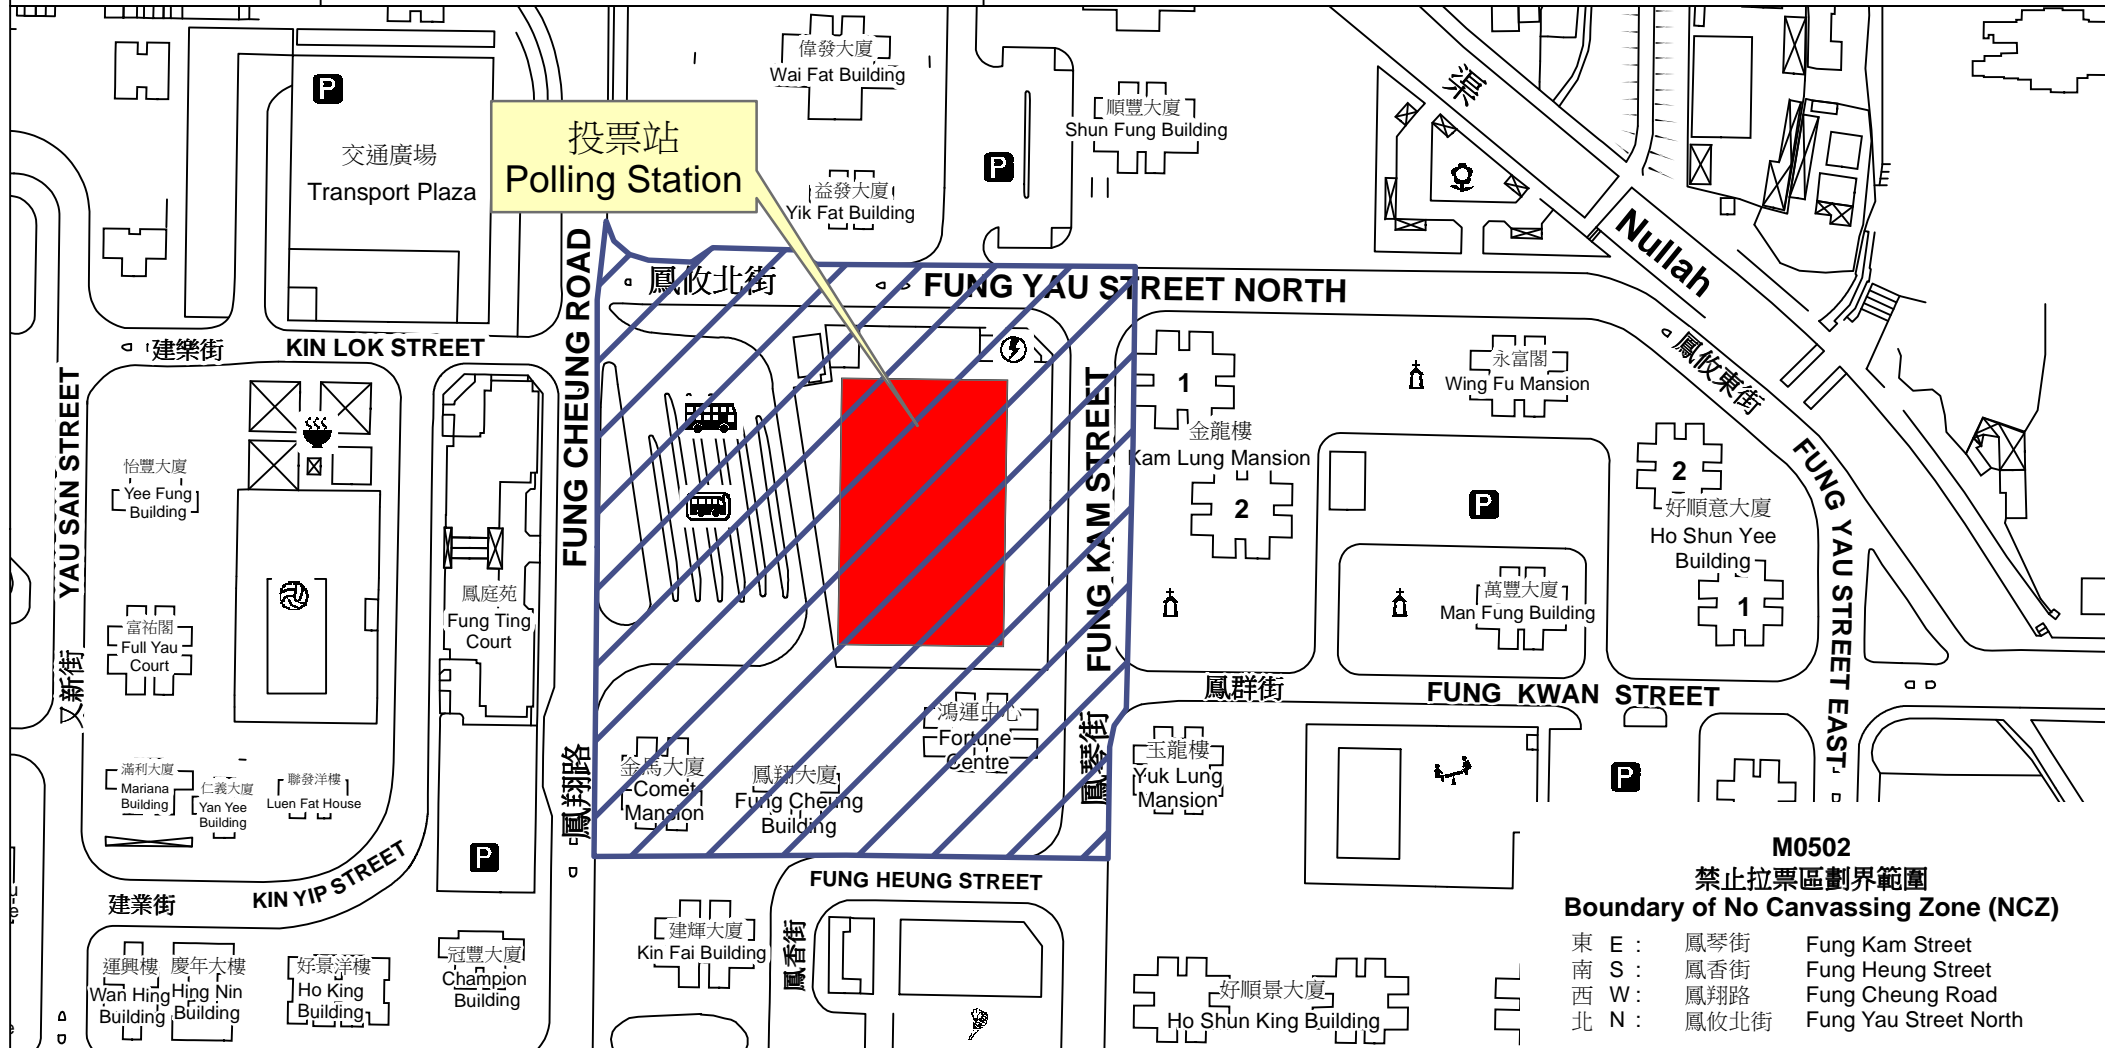 偉發大廈
Wai Fat Building
順豐大廈
Shun Fung Building
渠
Nullah
P
交通廣場
Transport Plaza
投票站
Polling Station
益發大廈
Yik Fat Building
P
鳳攸北街
FUNG YAU STREET NORTH
FUNG CHEUNG ROAD
鳳翔路
建樂街
KIN LOK STREET
YAU SAN STREET
又新街
1
金龍樓
Kam Lung Mansion
2
永富閣
Wing Fu Mansion
鳳攸東街
FUNG YAU STREET EAST
FUNG KAM STREET
鳳琴街
怡豐大廈
Yee Fung
Building
2
好順意大廈
Ho Shun Yee
Building
1
P
萬豐大廈
Man Fung Building
鳳庭苑
Fung Ting
Court
富祐閣
Full Yau
Court
鳳群街
FUNG KWAN STREET
鴻運中心
Fortune
Centre
金馬大廈
Comet
Mansion
鳳翔大廈
Fung Cheung
Building
玉龍樓
Yuk Lung
Mansion
P
滿利大廈
Mariana
Building
仁義大廈
Yan Yee
Building
聯發洋樓
Luen Fat House
P
建業街
KIN YIP STREET
FUNG HEUNG STREET
鳳香街
建輝大廈
Kin Fai Building
冠豐大廈
Champion
Building
運興樓
Wan Hing
Building
慶年大樓
Hing Nin
Building
好景洋樓
Ho King
Building
好順景大廈
Ho Shun King Building
M0502
禁止拉票區劃界範圍
Boundary of No Canvassing Zone (NCZ)
東 E : 鳳琴街 Fung Kam Street
南 S : 鳳香街 Fung Heung Street
西 W : 鳳翔路 Fung Cheung Road
北 N : 鳳攸北街 Fung Yau Street North